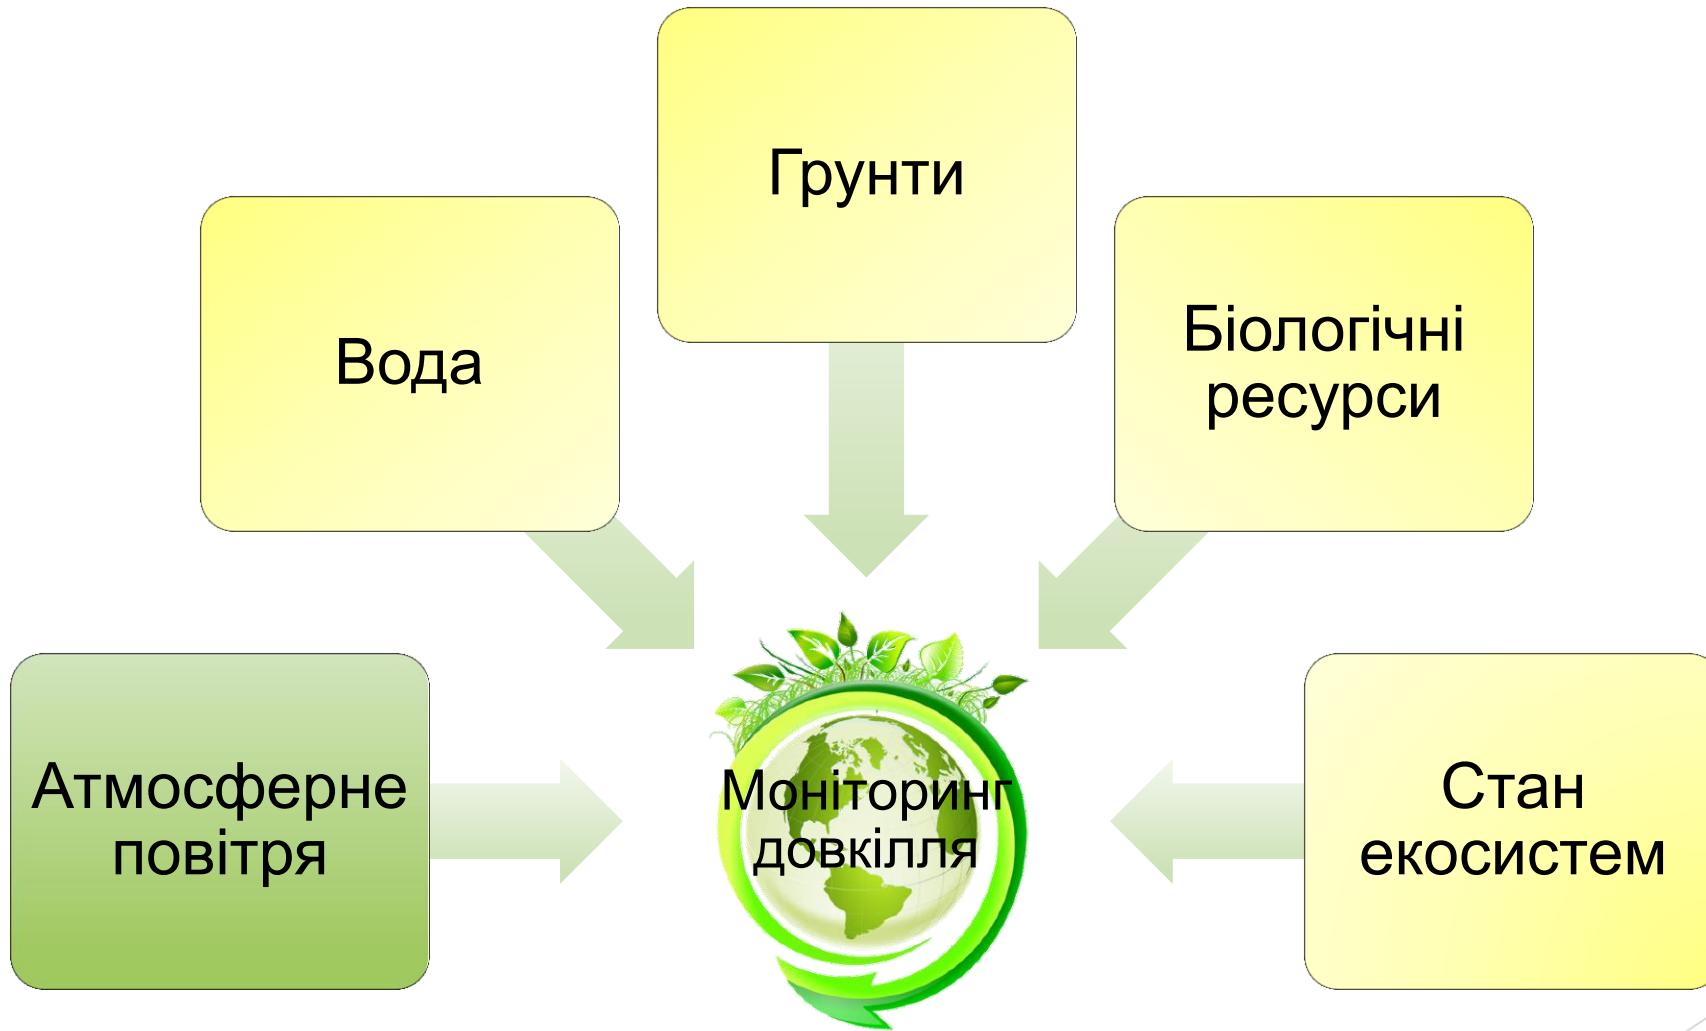 Грунти
Вода
Біологічні
ресурси
Атмосферне
повітря
Моніторинг
довкілля
Стан
екосистем